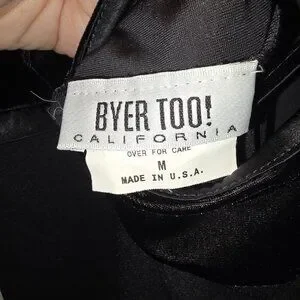 BYER TOO!
CALIFORNIA
OVER FOR CARE
M
MADE IN U.S.A.